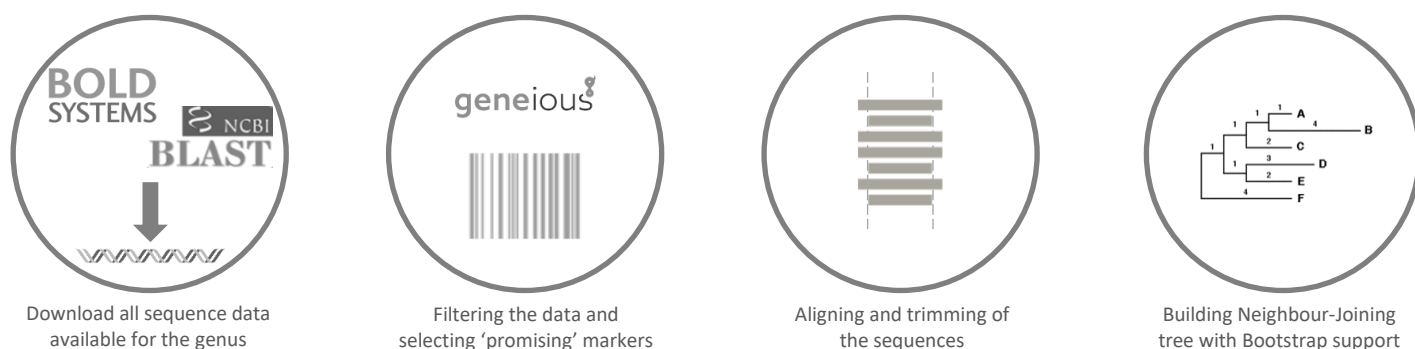 BOLD
SYSTEMS
NCBI
BLAST
geneious
1
1
A
4
B
1
2
C
1
3
D
1
2
E
4
F
Download all sequence data
available for the genus
Filtering the data and
selecting ‘promising’ markers
Aligning and trimming of
the sequences
Building Neighbour-Joining
tree with Bootstrap support